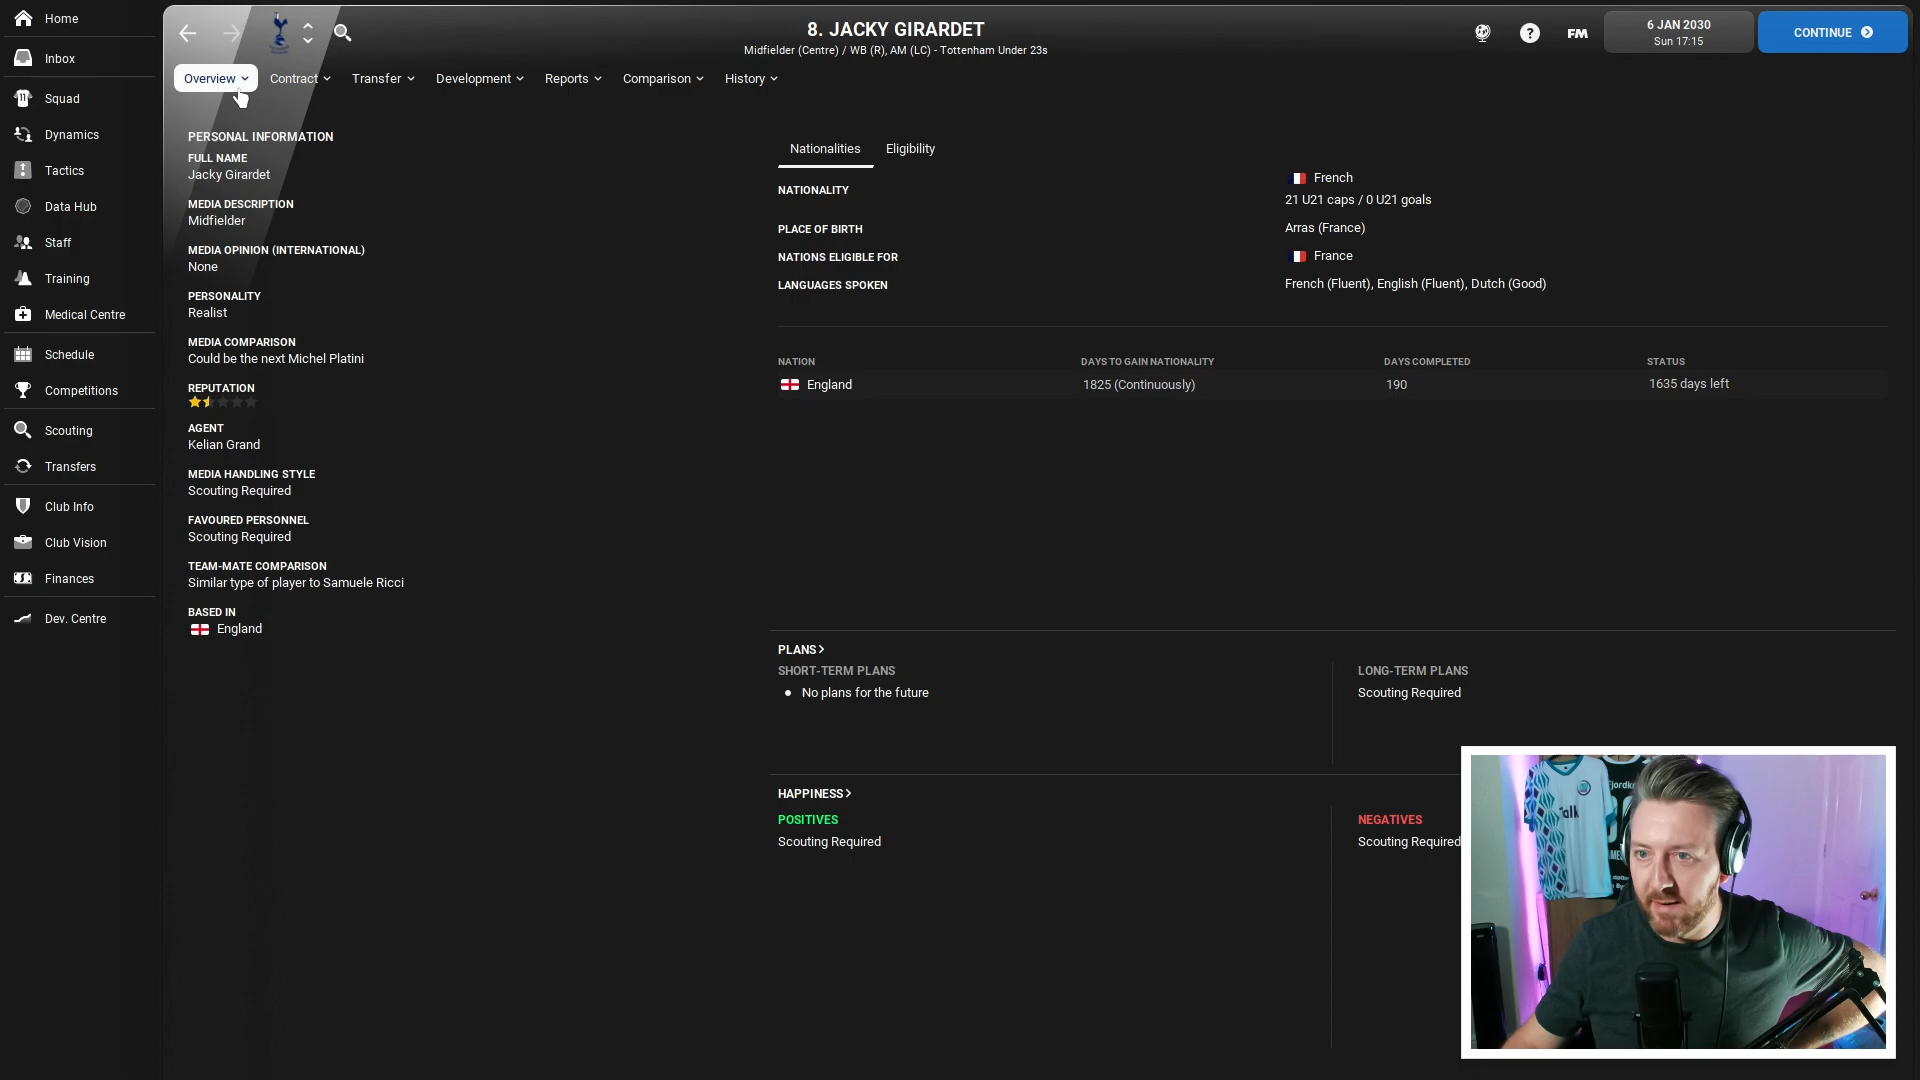 Home
Inbox
Squad
Dynamics
Tactics
Data Hub
Staff
Training
Medical Centre
Schedule
Competitions
Scouting
Transfers
Club Info
Club Vision
Finances
Dev. Centre
8. JACKY GIRARDET
Midfielder (Centre) / WB (R), AM (LC) - Tottenham Under 23s
FM
6 JAN 2030
Sun 17:15
CONTINUE
Overview
Contract
Transfer
Development
Reports
Comparison
History
PERSONAL INFORMATION
FULL NAME
Jacky Girardet
MEDIA DESCRIPTION
Midfielder
MEDIA OPINION (INTERNATIONAL)
None
PERSONALITY
Realist
MEDIA COMPARISON
Could be the next Michel Platini
REPUTATION
AGENT
Kelian Grand
MEDIA HANDLING STYLE
Scouting Required
FAVOURED PERSONNEL
Scouting Required
TEAM-MATE COMPARISON
Similar type of player to Samuele Ricci
BASED IN
England
Nationalities
Eligibility
NATIONALITY
French
21 U21 caps / 0 U21 goals
PLACE OF BIRTH
Arras (France)
NATIONS ELIGIBLE FOR
France
LANGUAGES SPOKEN
French (Fluent), English (Fluent), Dutch (Good)
NATION
DAYS TO GAIN NATIONALITY
DAYS COMPLETED
STATUS
England
1825 (Continuously)
190
1635 days left
PLANS
SHORT-TERM PLANS
No plans for the future
LONG-TERM PLANS
Scouting Required
HAPPINESS
POSITIVES
Scouting Required
NEGATIVES
Scouting Required